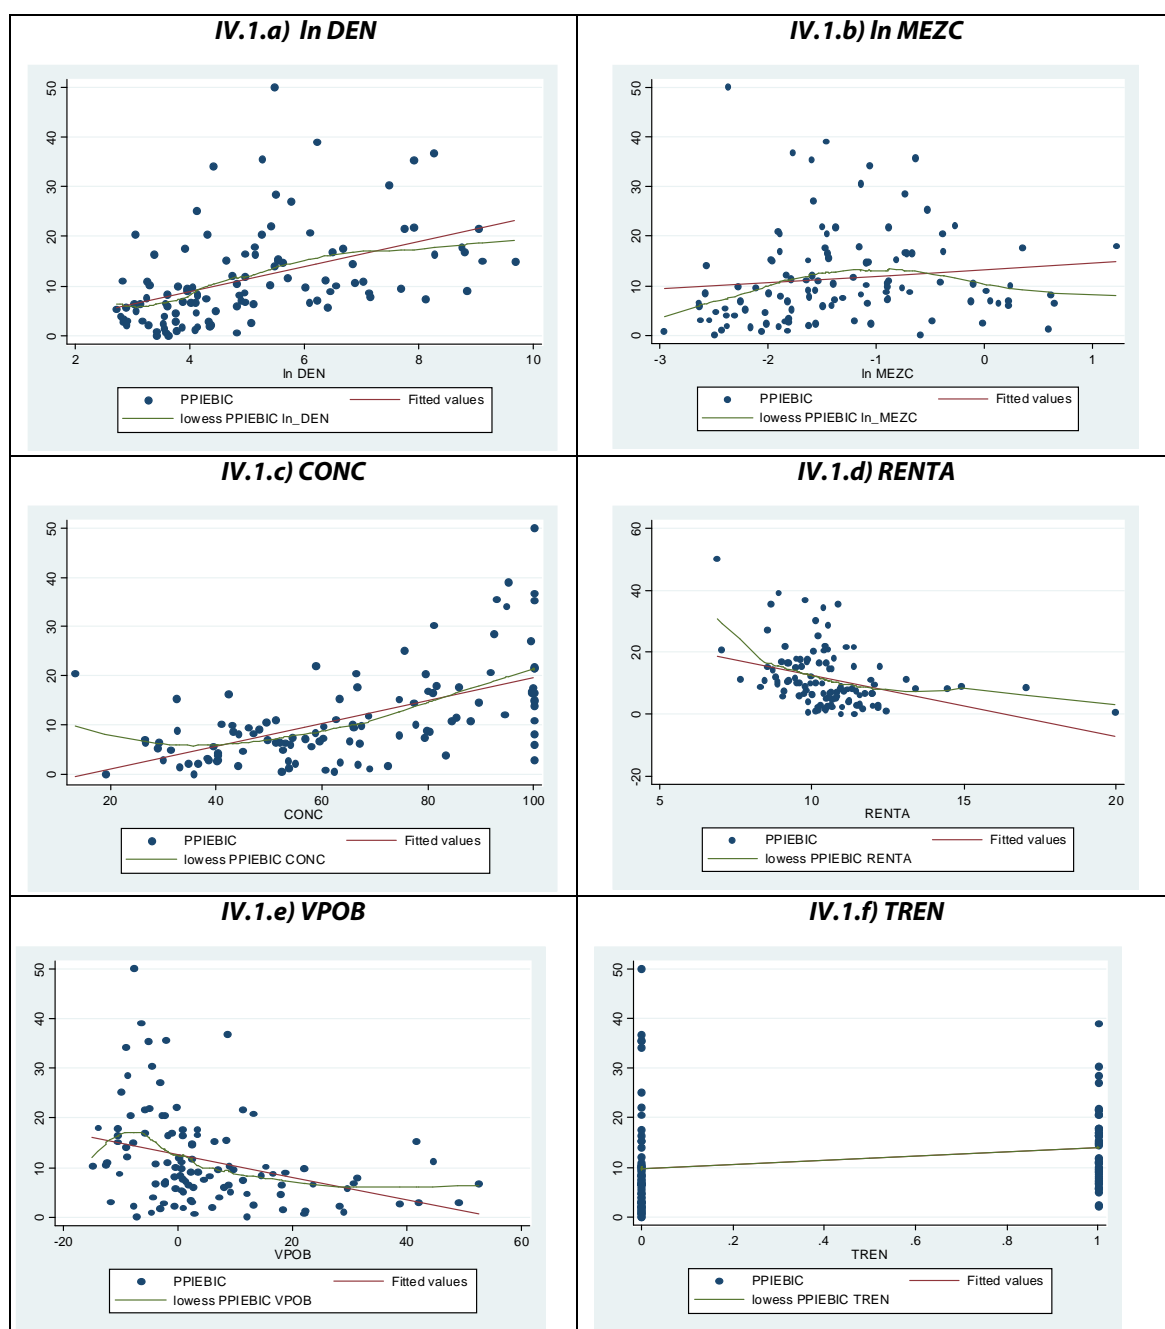 IV.1.a) ln DEN
50
40
30
20
10
0
2 4 6 8 10
ln DEN
PPIEBIC Fitted values
lowess PPIEBIC ln_DEN
IV.1.b) ln MEZC
50
40
30
20
10
0
-3 -2 -1 0 1
ln MEZC
PPIEBIC Fitted values
lowess PPIEBIC ln_MEZC
IV.1.c) CONC
50
40
30
20
10
0
20 40 60 80 100
CONC
PPIEBIC Fitted values
lowess PPIEBIC CONC
IV.1.d) RENTA
60
40
20
0
-20
5 10 15 20
RENTA
PPIEBIC Fitted values
lowess PPIEBIC RENTA
IV.1.e) VPOB
50
40
30
20
10
0
-20 0 20 40 60
VPOB
PPIEBIC Fitted values
lowess PPIEBIC VPOB
IV.1.f) TREN
50
40
30
20
10
0
0 .2 .4 .6 .8 1
TREN
PPIEBIC Fitted values
lowess PPIEBIC TREN